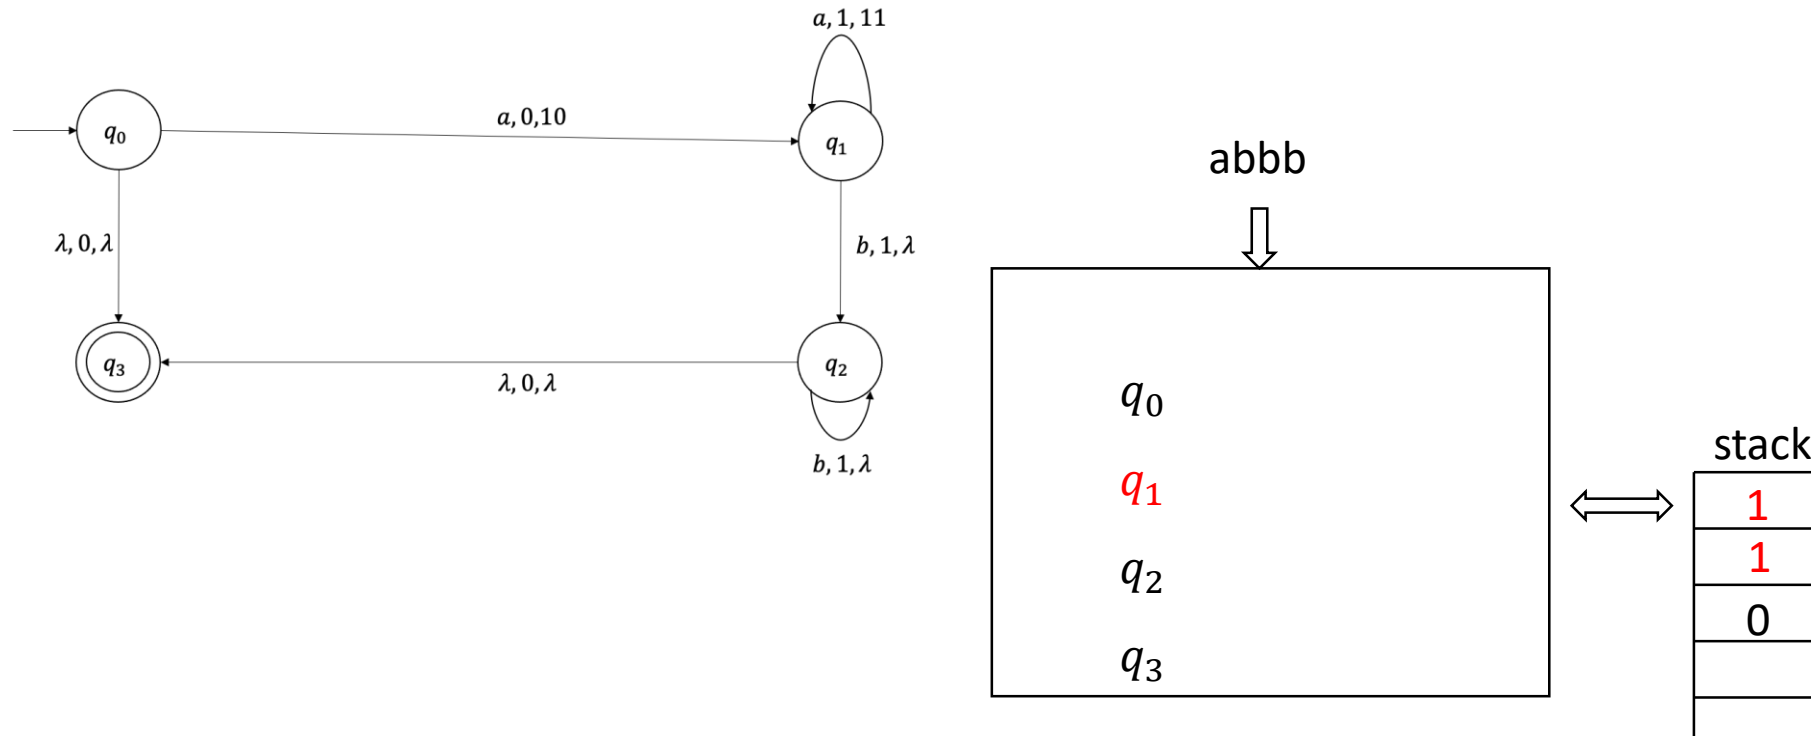 a, 1, 11
q₀
a, 0,10
q₁
λ, 0, λ
b, 1, λ
q₃
λ, 0, λ
q₂
b, 1, λ
abbb
q₀
q₁
q₂
q₃
stack
1
1
0